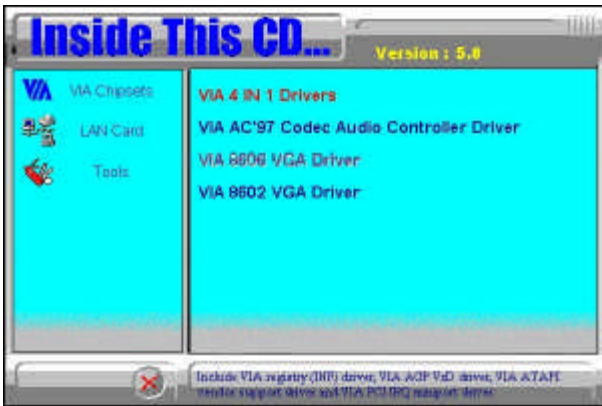 Inside This CD...
Version : 5.0
VIA
VIA Chipsets
LAN Card
Tools
VIA 4 IN 1 Drivers
VIA AC'97 Codec Audio Controller Driver
VIA 8606 VGA Driver
VIA 8602 VGA Driver
Include VIA registry (INF) driver, VIA AGP VxD driver, VIA ATAPI
vendor support driver and VIA PCI IRQ miniport driver